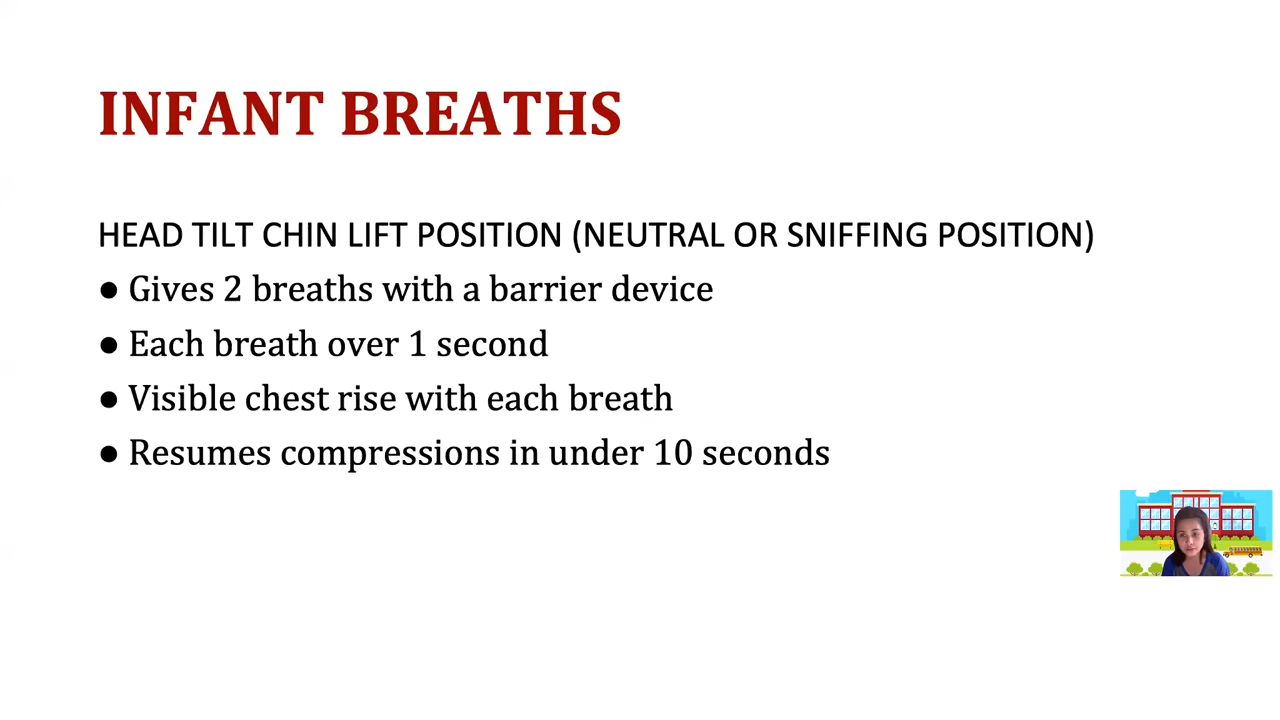 INFANT BREATHS
HEAD TILT CHIN LIFT POSITION (NEUTRAL OR SNIFFING POSITION)
● Gives 2 breaths with a barrier device
● Each breath over 1 second
● Visible chest rise with each breath
● Resumes compressions in under 10 seconds